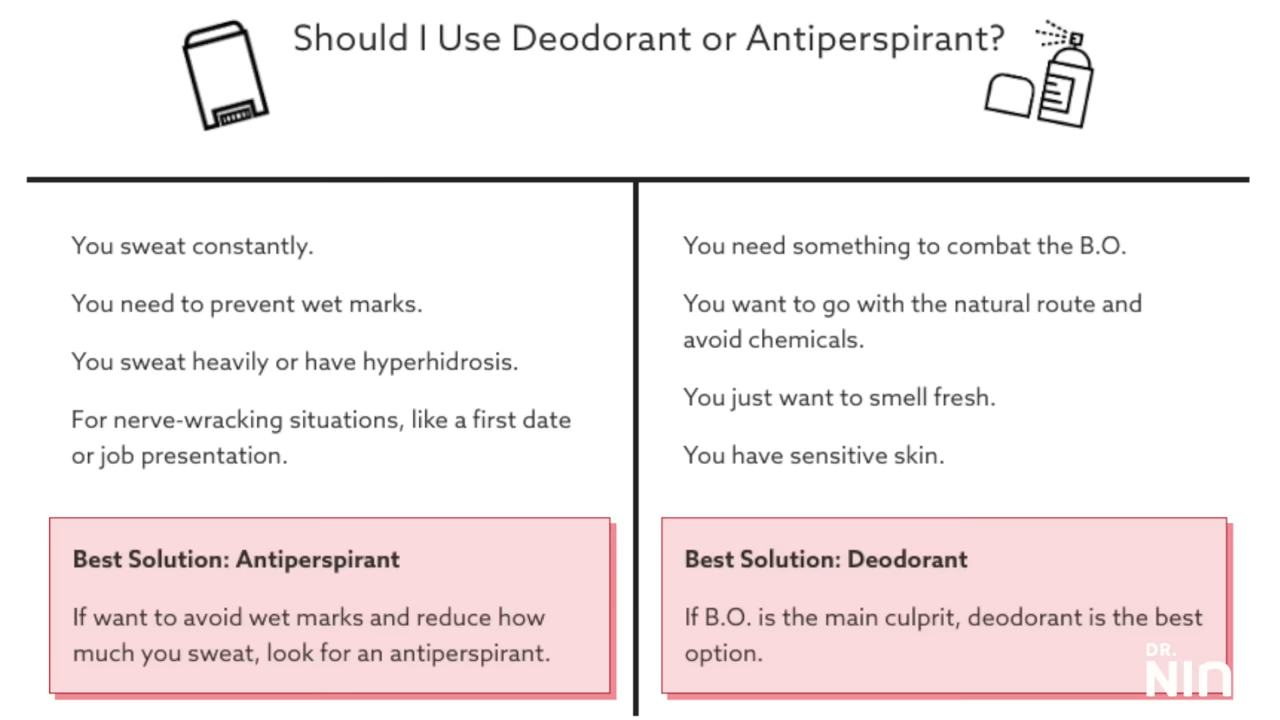 Should I Use Deodorant or Antiperspirant?
You sweat constantly.
You need to prevent wet marks.
You sweat heavily or have hyperhidrosis.
For nerve-wracking situations, like a first date
or job presentation.
Best Solution: Antiperspirant
If want to avoid wet marks and reduce how
much you sweat, look for an antiperspirant.
You need something to combat the B.O.
You want to go with the natural route and
avoid chemicals.
You just want to smell fresh.
You have sensitive skin.
Best Solution: Deodorant
If B.O. is the main culprit, deodorant is the best
option.
DR.
NIN